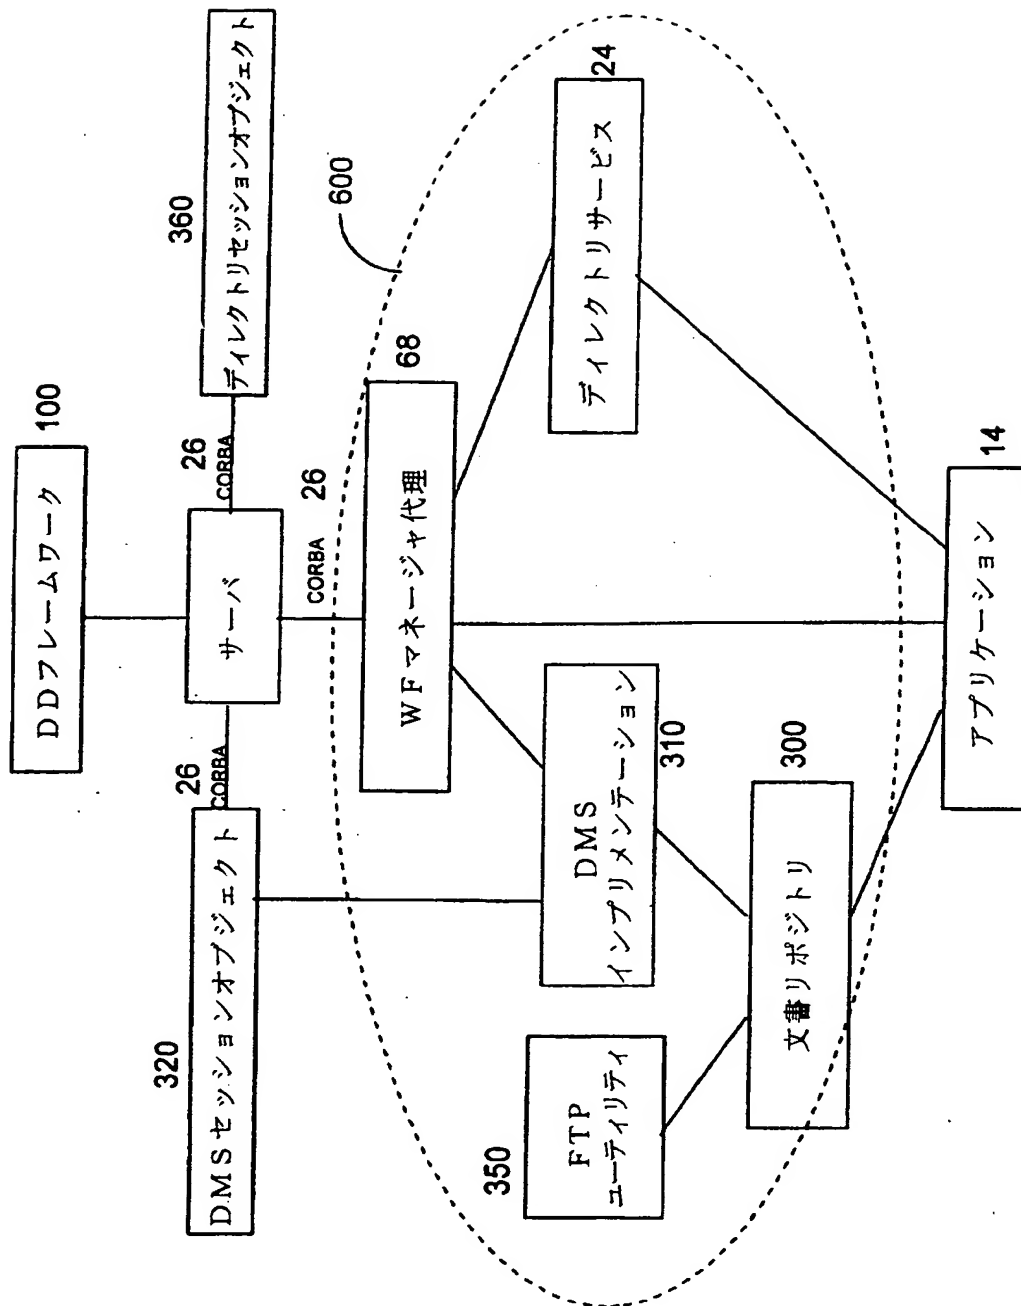 100
DDフレームワーク
360
ディレクトリセッションオブジェクト
26
CORBA
サーバ
26
CORBA
320
DMSセッションオブジェクト
26
CORBA
600
68
WFマネージャ代理
24
ディレクトリサービス
DMS
インプリメンテーション
310
350
FTP
ユーティリティ
300
文書リポジトリ
14
アプリケーション